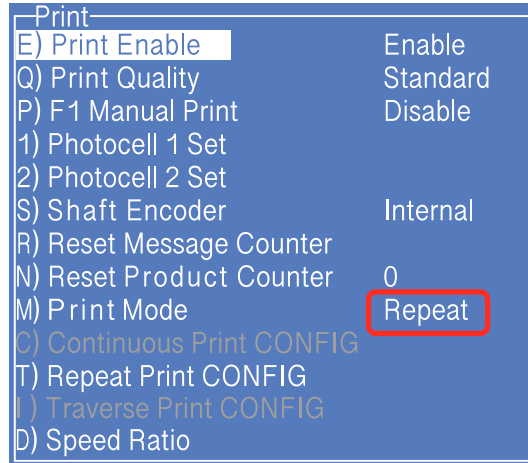 Print
E) Print Enable Enable
Q) Print Quality Standard
P) F1 Manual Print Disable
1) Photocell 1 Set
2) Photocell 2 Set
S) Shaft Encoder Internal
R) Reset Message Counter
N) Reset Product Counter 0
M) Print Mode Repeat
C) Continuous Print CONFIG
T) Repeat Print CONFIG
I ) Traverse Print CONFIG
D) Speed Ratio